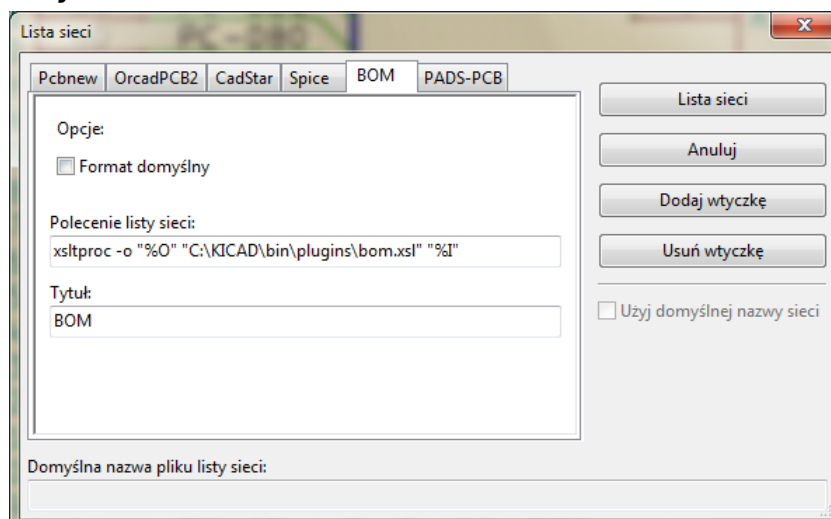 Lista sieci
PC-080
Pcbnew OrcadPCB2 CadStar Spice BOM PADS-PCB
Opcje:
Format domyślny
Polecenie listy sieci:
xsltproc -o "%O" "C:\KICAD\bin\plugins\bom.xsl" "%I"
Tytuł:
BOM
Lista sieci
Anuluj
Dodaj wtyczkę
Usuń wtyczkę
Użyj domyślnej nazwy sieci
Domyślna nazwa pliku listy sieci: